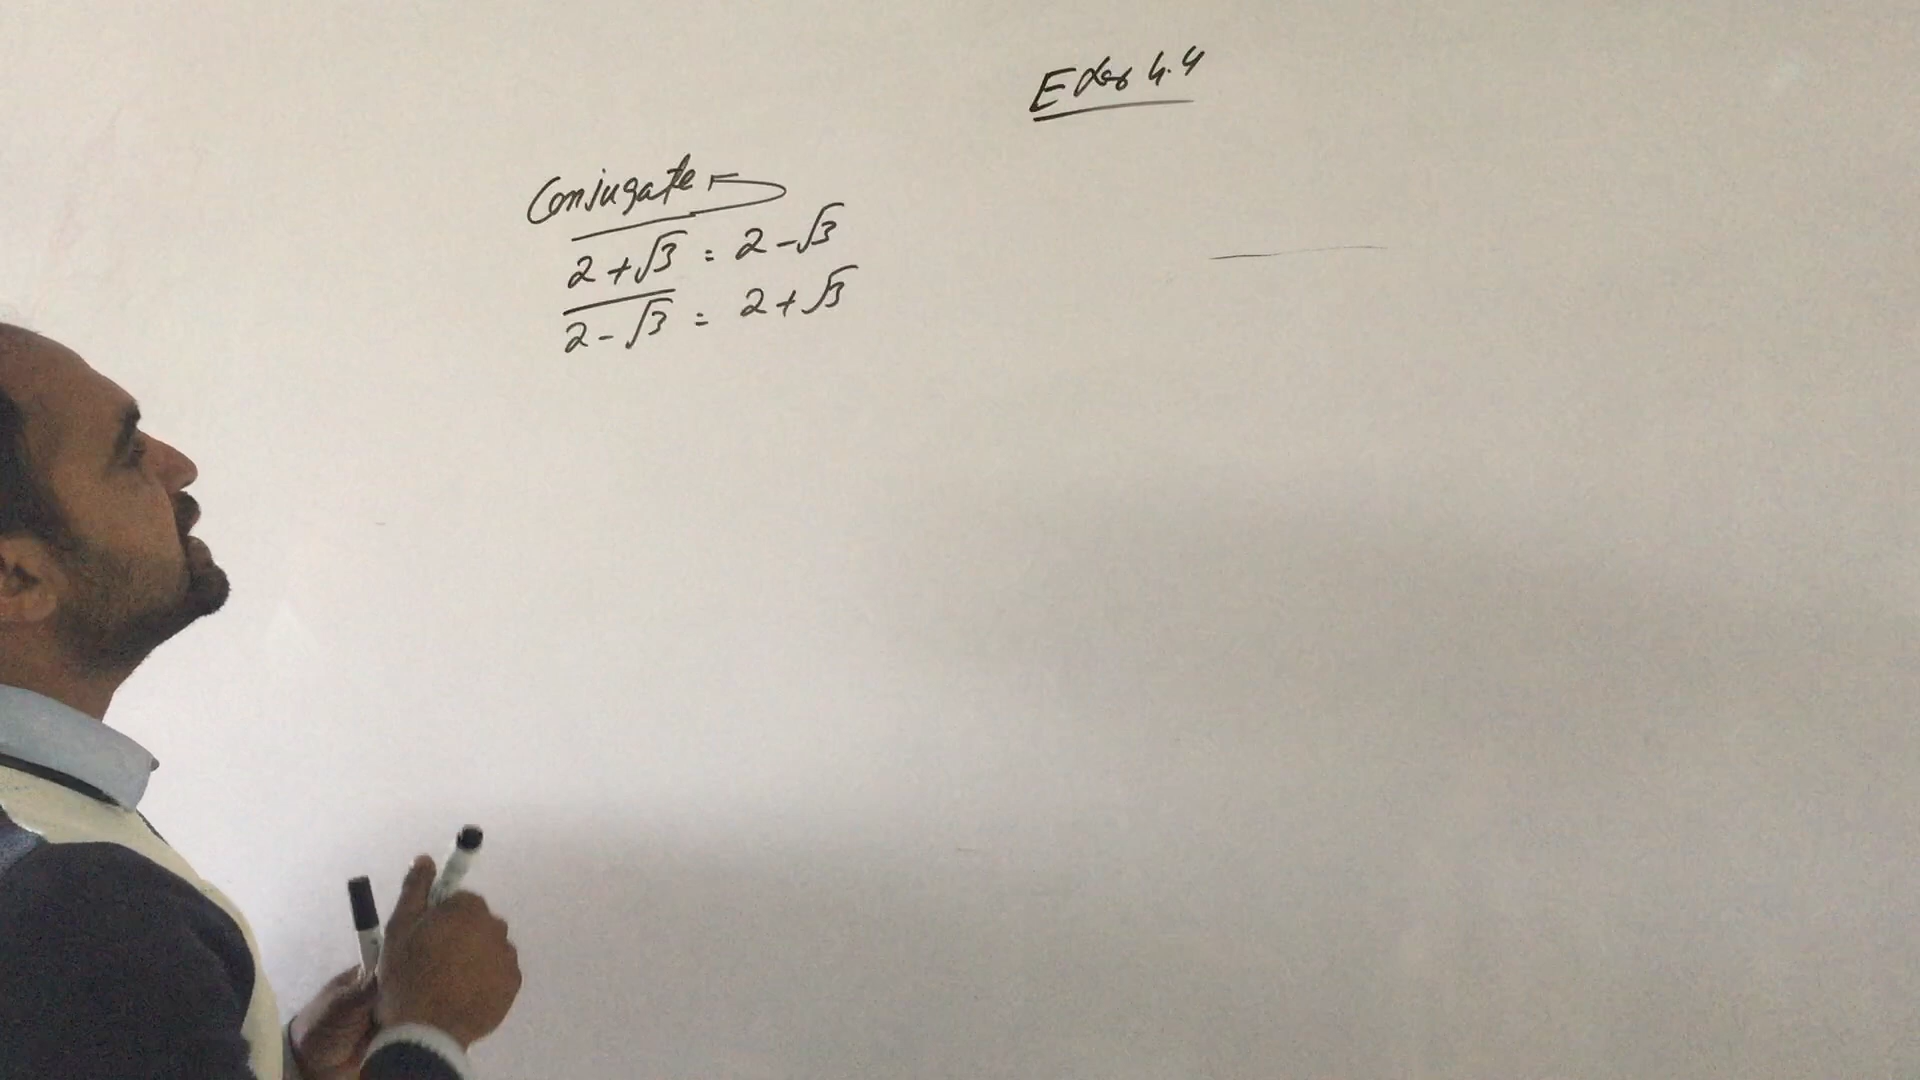 Exer 4.4
Conjugate
2+√3 = 2-√3
2-√3 = 2+√3